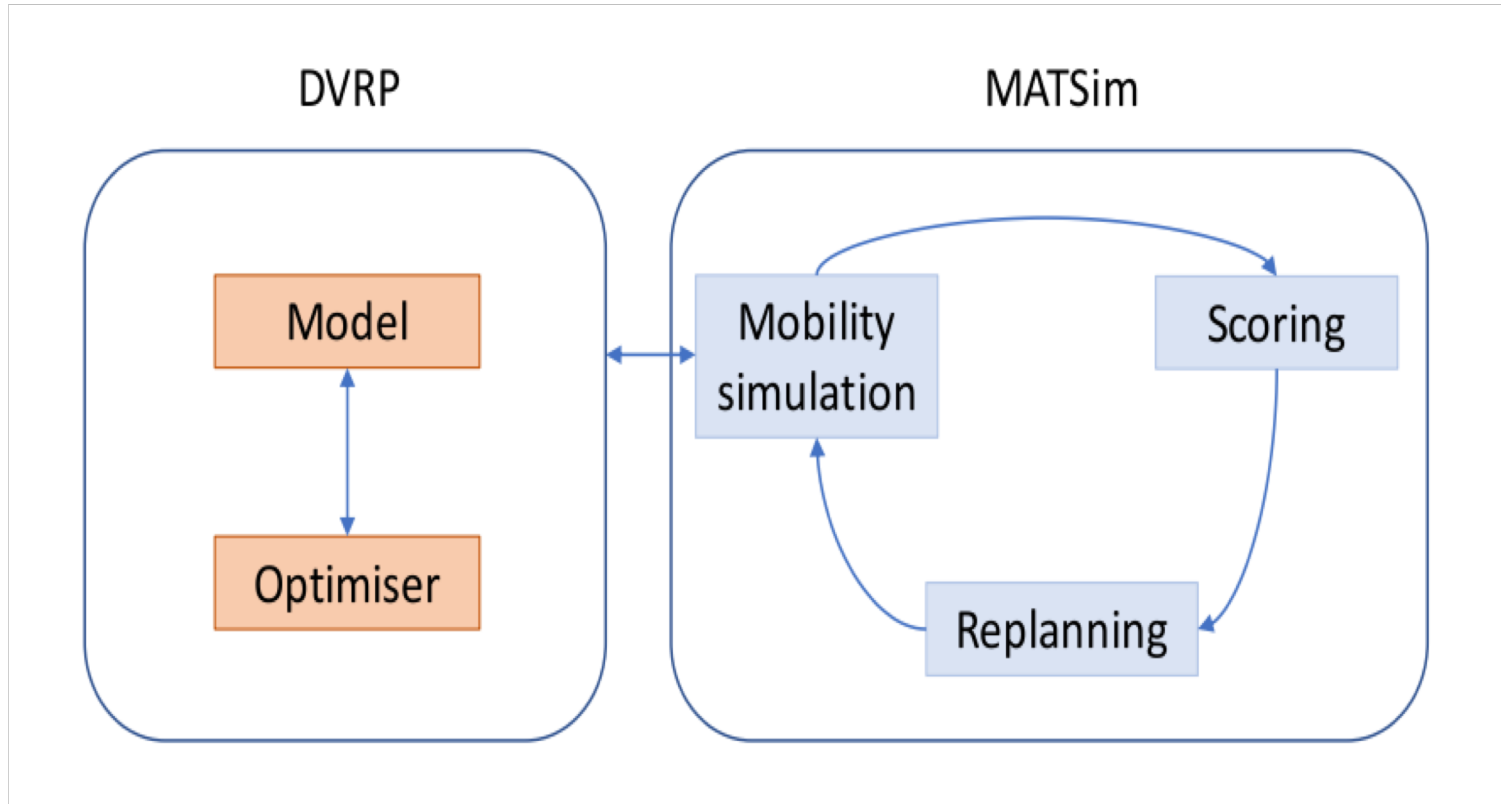 DVRP
MATSim
Model
Optimiser
Mobility
simulation
Scoring
Replanning